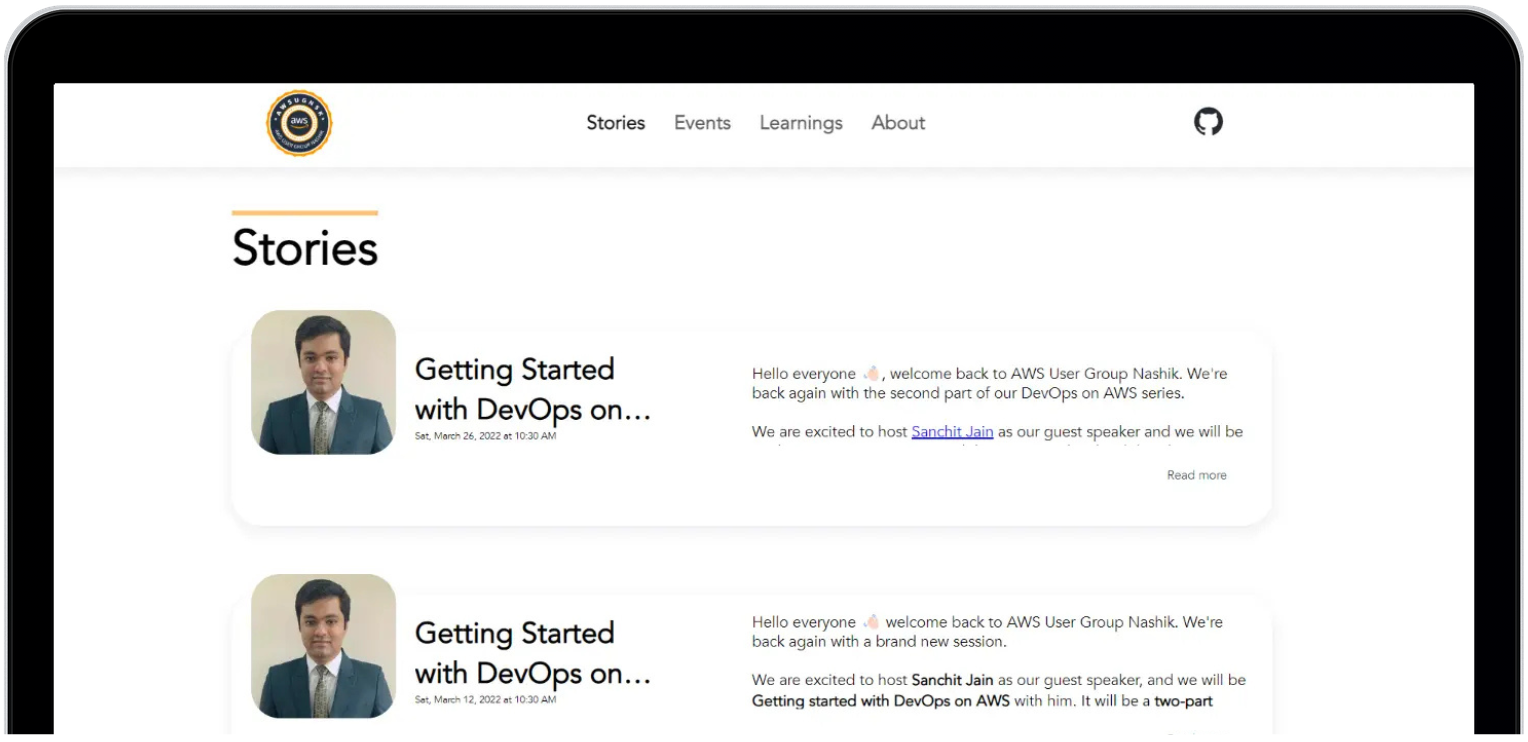 AWSUGNSK
aws
AWS USER GROUP NASHIK
Stories Events Learnings About
Stories
Getting Started
with DevOps on...
Sat, March 26, 2022 at 10:30 AM
Hello everyone 👋🏻, welcome back to AWS User Group Nashik. We're
back again with the second part of our DevOps on AWS series.
We are excited to host Sanchit Jain as our guest speaker and we will be
Read more
Getting Started
with DevOps on...
Sat, March 12, 2022 at 10:30 AM
Hello everyone 👋🏻 welcome back to AWS User Group Nashik. We're
back again with a brand new session.
We are excited to host Sanchit Jain as our guest speaker, and we will be
Getting started with DevOps on AWS with him. It will be a two-part